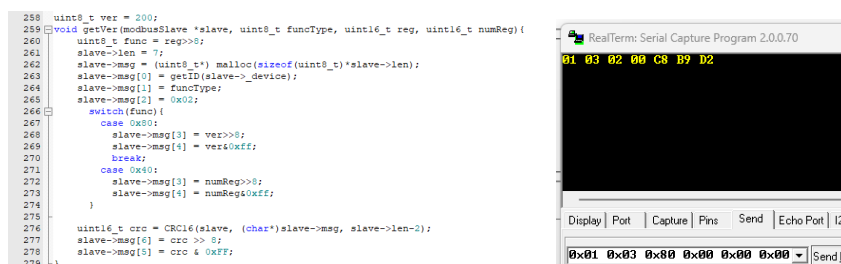 258 uint8_t ver = 200;
259 void getVer(modbusSlave *slave, uint8_t funcType, uint16_t reg, uint16_t numReg){
260 uint8_t func = reg>>8;
261 slave->len = 7;
262 slave->msg = (uint8_t*) malloc(sizeof(uint8_t)*slave->len);
263 slave->msg[0] = getID(slave->_device);
264 slave->msg[1] = funcType;
265 slave->msg[2] = 0x02;
266 switch(func){
267 case 0x80:
268 slave->msg[3] = ver>>8;
269 slave->msg[4] = ver&0xff;
270 break;
271 case 0x40:
272 slave->msg[3] = numReg>>8;
273 slave->msg[4] = numReg&0xff;
274 }
275
276 uint16_t crc = CRC16(slave, (char*)slave->msg, slave->len-2);
277 slave->msg[6] = crc >> 8;
278 slave->msg[5] = crc & 0xFF;
279 }
RealTerm: Serial Capture Program 2.0.0.70
01 03 02 00 C8 B9 D2
Display Port Capture Pins Send Echo Port
0x01 0x03 0x80 0x00 0x00 0x00 Send